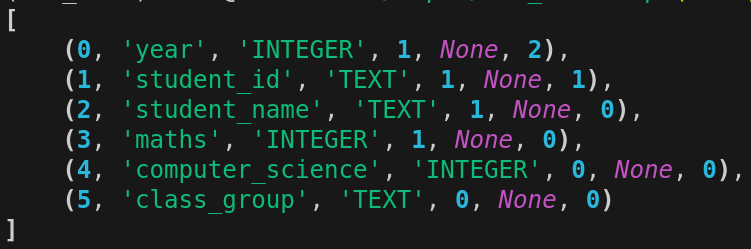 [
    (0, 'year', 'INTEGER', 1, None, 2),
    (1, 'student_id', 'TEXT', 1, None, 1),
    (2, 'student_name', 'TEXT', 1, None, 0),
    (3, 'maths', 'INTEGER', 1, None, 0),
    (4, 'computer_science', 'INTEGER', 0, None, 0),
    (5, 'class_group', 'TEXT', 0, None, 0)
]